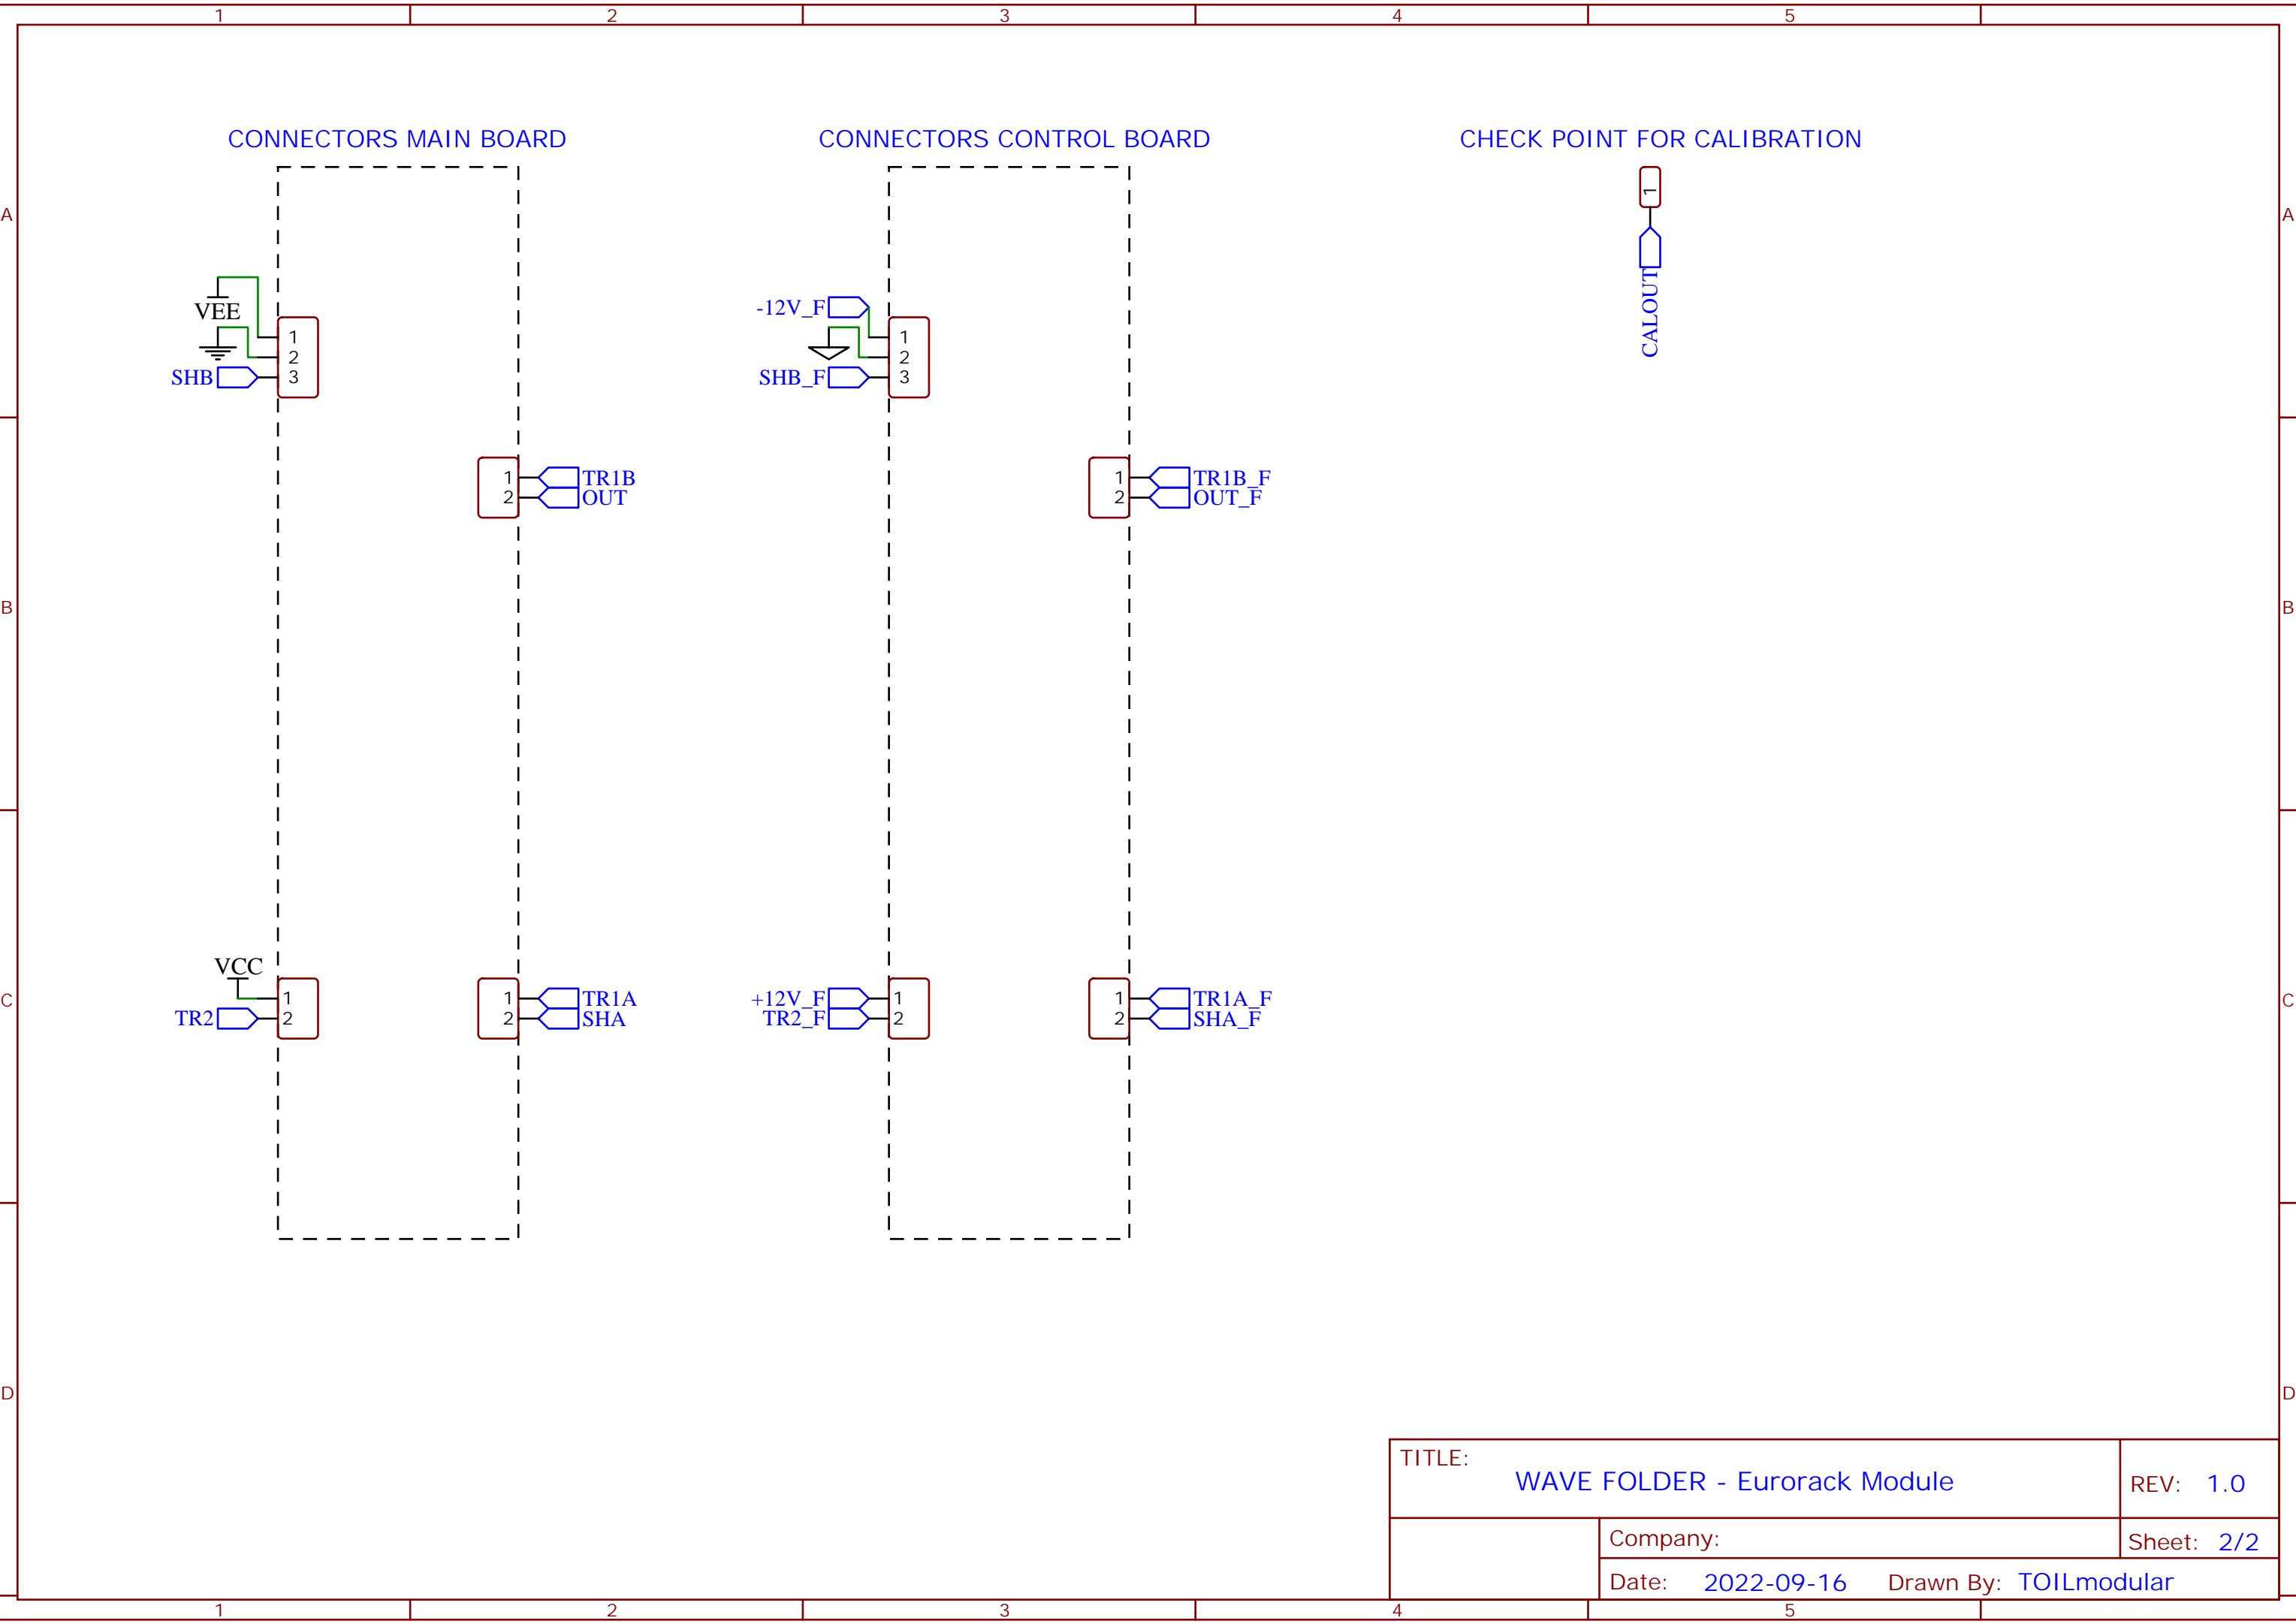 1 2 3 4 5
CONNECTORS MAIN BOARD
CONNECTORS CONTROL BOARD
CHECK POINT FOR CALIBRATION
A
A
1
CALOUT
VEE
1
2
SHB 3
-12V_F
1
2
SHB_F 3
B
B
1 TR1B
2 OUT
1 TR1B_F
2 OUT_F
C
C
VCC
1
TR2 2
1 TR1A
2 SHA
+12V_F 1
TR2_F 2
1 TR1A_F
2 SHA_F
D
D
TITLE:
WAVE FOLDER - Eurorack Module
REV: 1.0
Company:
Sheet: 2/2
Date: 2022-09-16 Drawn By: TOILmodular
1 2 3 4 5